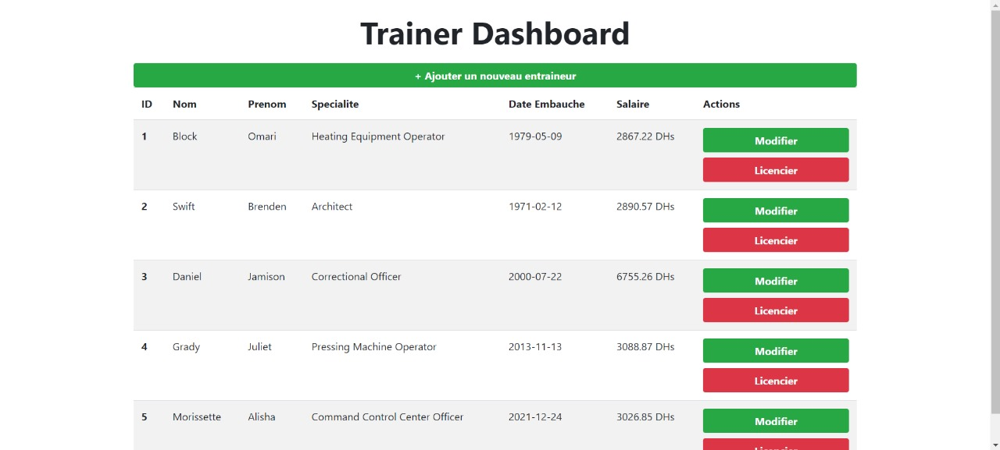 Trainer Dashboard
+ Ajouter un nouveau entraineur
ID Nom Prenom Specialite Date Embauche Salaire Actions
1 Block Omari Heating Equipment Operator 1979-05-09 2867.22 DHs Modifier
Licencier
2 Swift Brenden Architect 1971-02-12 2890.57 DHs Modifier
Licencier
3 Daniel Jamison Correctional Officer 2000-07-22 6755.26 DHs Modifier
Licencier
4 Grady Juliet Pressing Machine Operator 2013-11-13 3088.87 DHs Modifier
Licencier
5 Morissette Alisha Command Control Center Officer 2021-12-24 3026.85 DHs Modifier